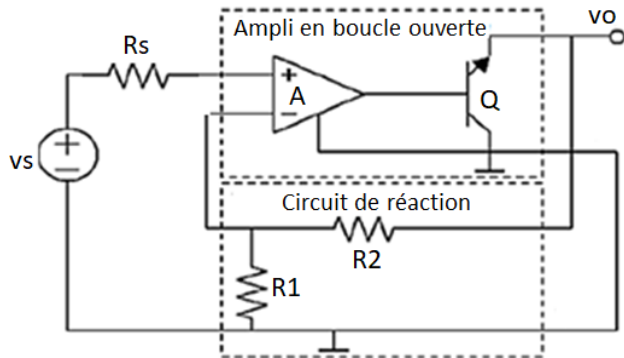 Ampli en boucle ouverte
vo
Rs
+
A
−
Q
vs
+
−
Circuit de réaction
R2
R1